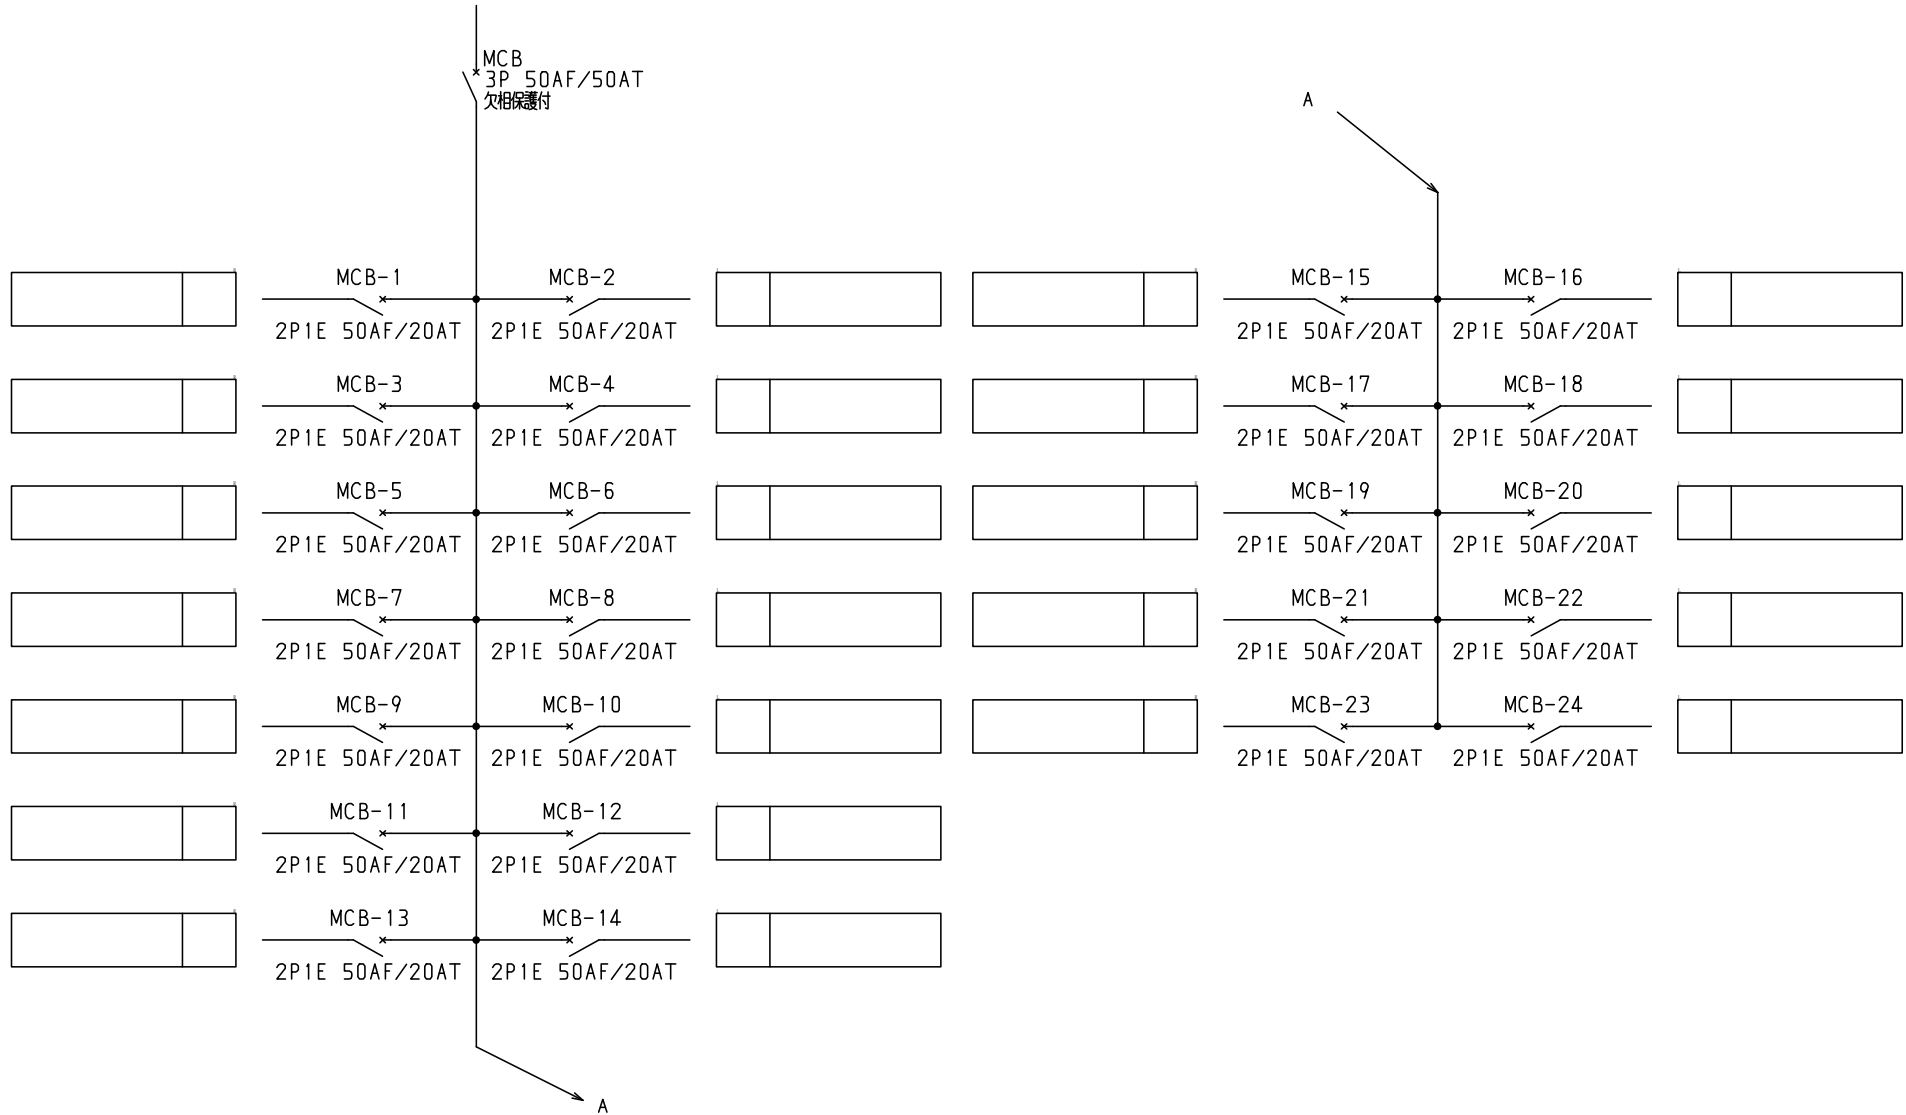 MCB
3P 50AF/50AT
欠相保護付
A
MCB-1
MCB-2
MCB-15
MCB-16
2P1E 50AF/20AT
2P1E 50AF/20AT
2P1E 50AF/20AT
2P1E 50AF/20AT
MCB-3
MCB-4
MCB-17
MCB-18
2P1E 50AF/20AT
2P1E 50AF/20AT
2P1E 50AF/20AT
2P1E 50AF/20AT
MCB-5
MCB-6
MCB-19
MCB-20
2P1E 50AF/20AT
2P1E 50AF/20AT
2P1E 50AF/20AT
2P1E 50AF/20AT
MCB-7
MCB-8
MCB-21
MCB-22
2P1E 50AF/20AT
2P1E 50AF/20AT
2P1E 50AF/20AT
2P1E 50AF/20AT
MCB-9
MCB-10
MCB-23
MCB-24
2P1E 50AF/20AT
2P1E 50AF/20AT
2P1E 50AF/20AT
2P1E 50AF/20AT
MCB-11
MCB-12
2P1E 50AF/20AT
2P1E 50AF/20AT
MCB-13
MCB-14
2P1E 50AF/20AT
2P1E 50AF/20AT
A